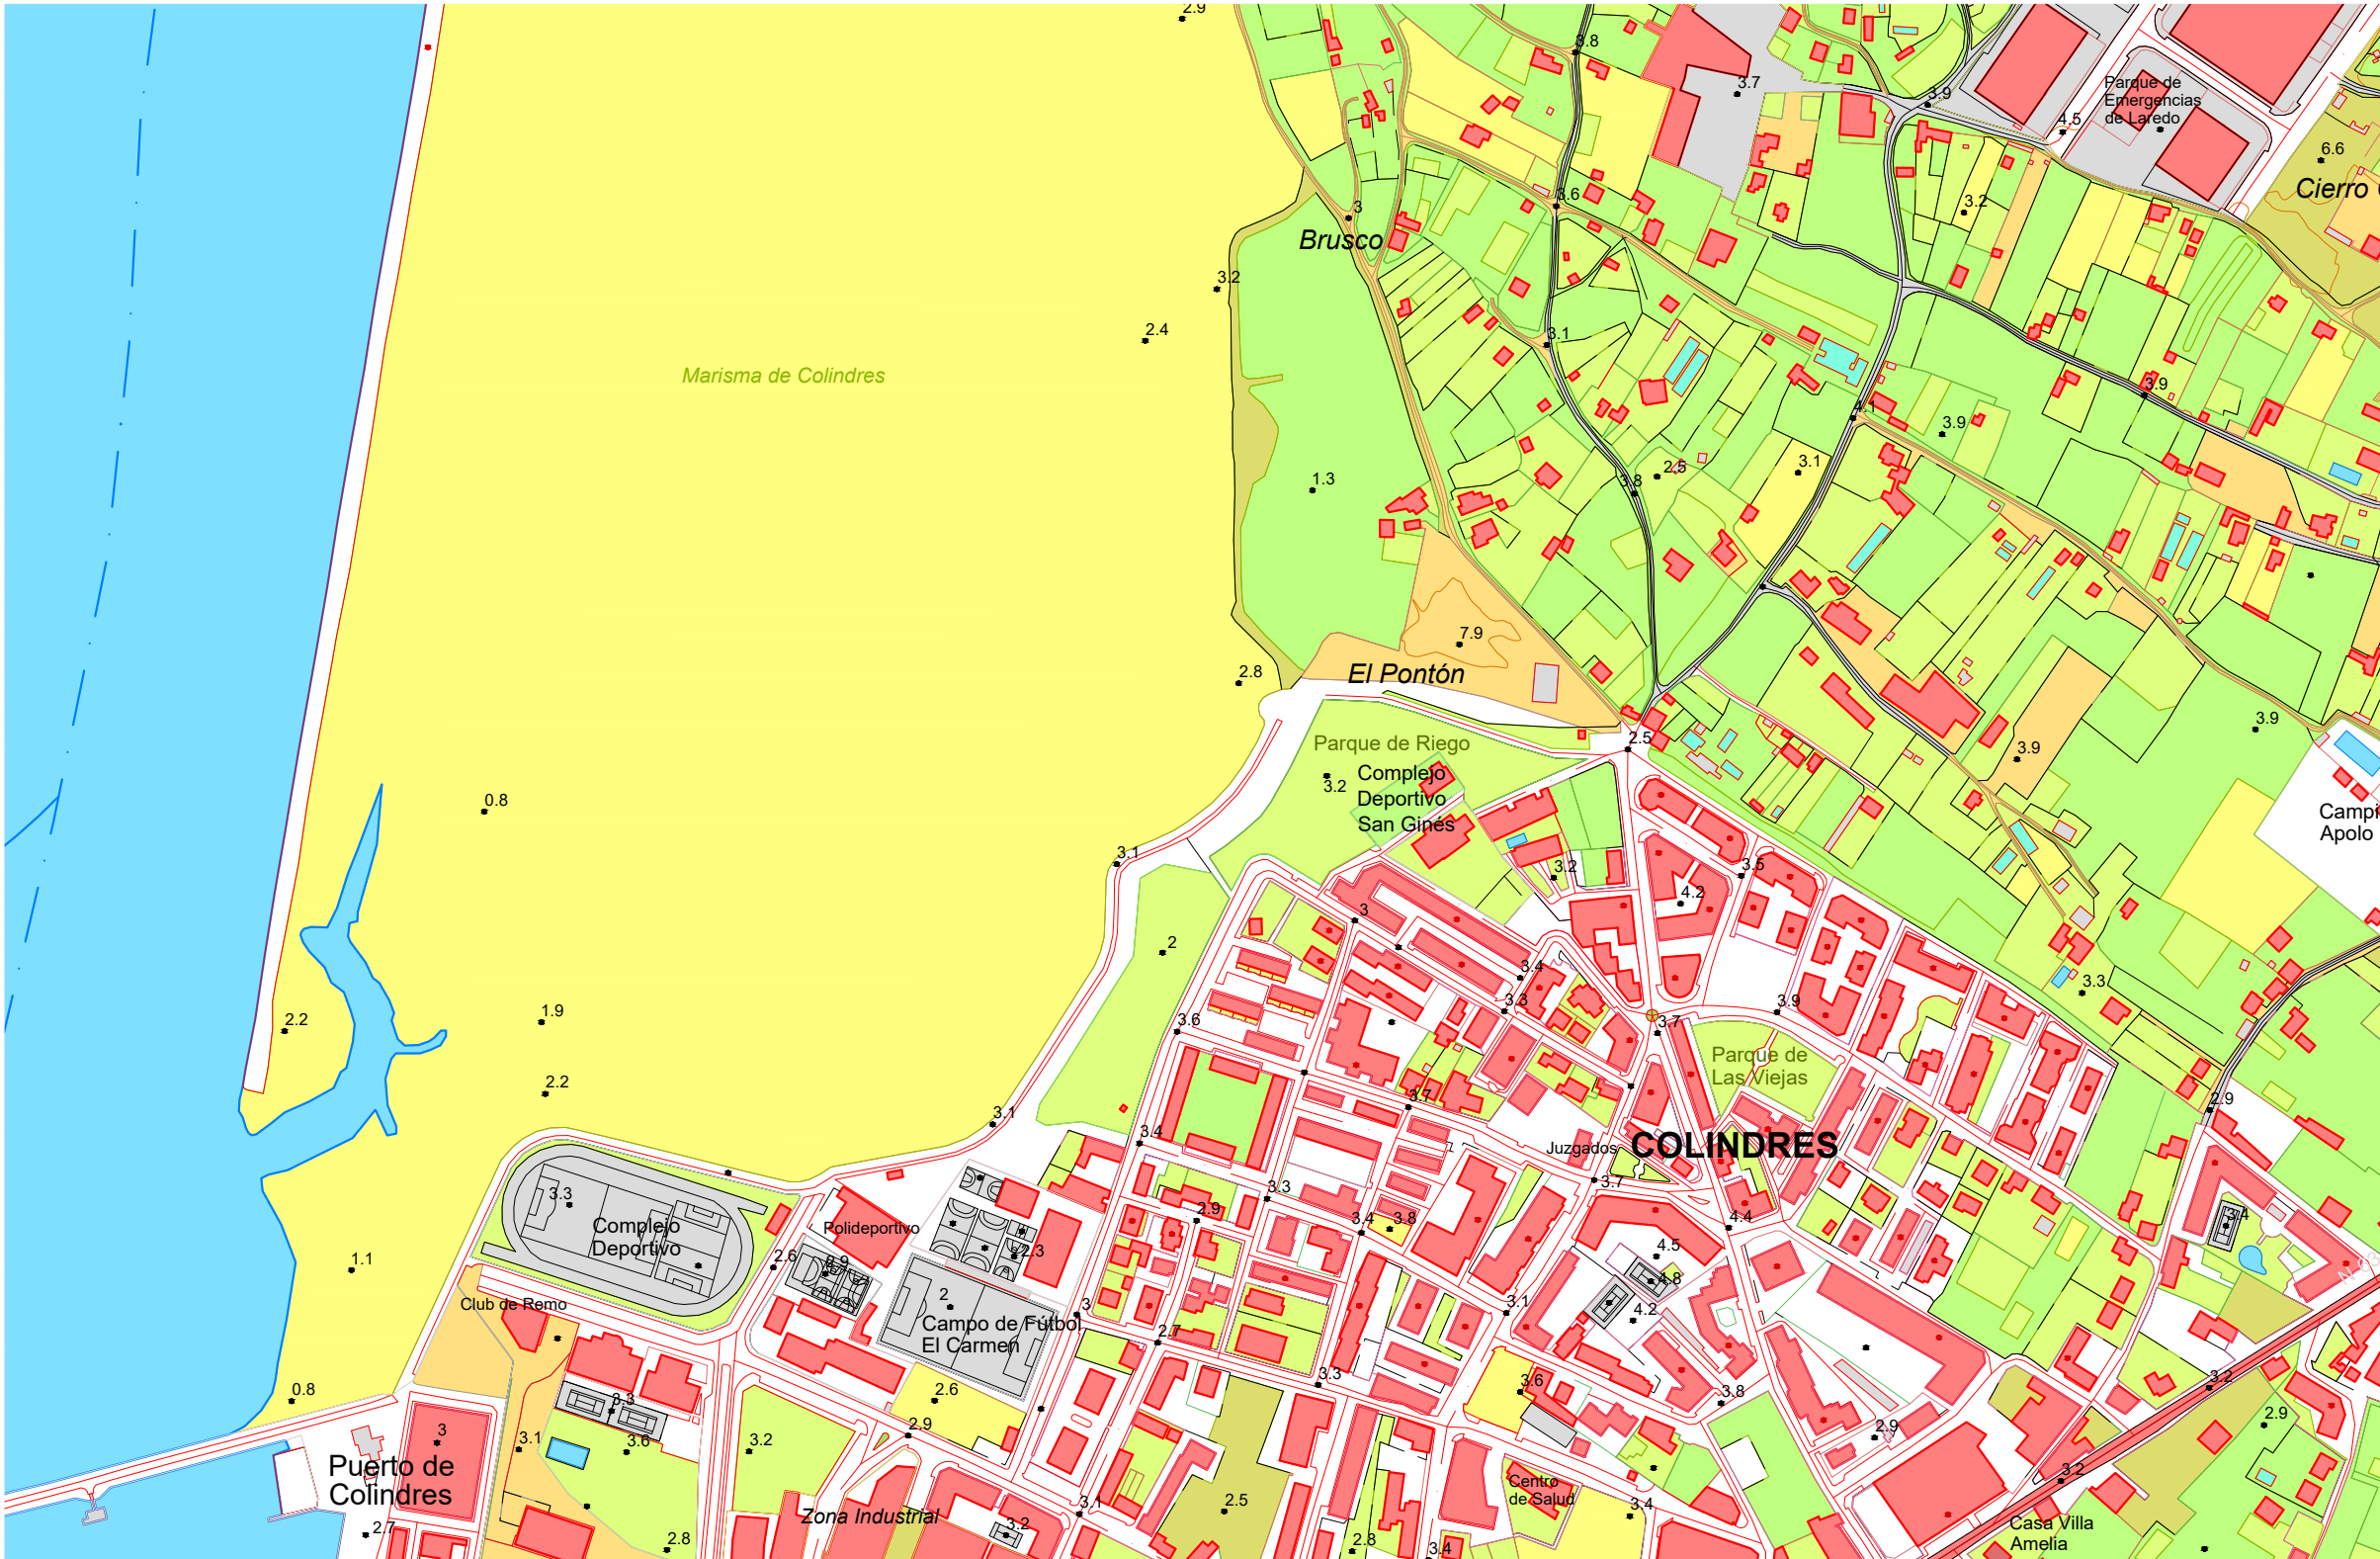 2.9
3.8
3.7
3.9
Parque de
Emergencias
de Laredo
4.5
6.6
Cierro
3.6
3.2
3
Brusco
3.2
2.4
3.1
Marisma de Colindres
3.9
4.1
3.9
3.1
2.5
3.8
1.3
7.9
El Pontón
2.8
3.9
2.5
Parque de Riego
3.9
3.2
Complejo
Deportivo
San Ginés
0.8
Campi
Apolo
3.1
3.5
3.2
4.2
3
2
3.4
3.3
3.3
3.9
2.2
1.9
3.6
3.7
Parque de
Las Viejas
2.2
3.7
2.9
3.1
3.4
Juzgados
COLINDRES
3.7
3.3
3.3
2.9
3.4
3.8
4.4
3.4
Complejo
Deportivo
Polideportivo
2.3
4.5
1.1
2.6
2.9
4.8
Club de Remo
2
Campo de Fútbol
El Carmen
3
3.1
4.2
2.7
3.3
3.6
3.8
3.2
0.8
2.6
3.3
2.9
2.9
2.9
3
3.1
3.6
3.2
Puerto de
Colindres
3.2
Centro
de Salud
Zona Industrial
3.1
2.5
3.4
2.7
3.2
Casa Villa
Amelia
2.8
2.8
3.4